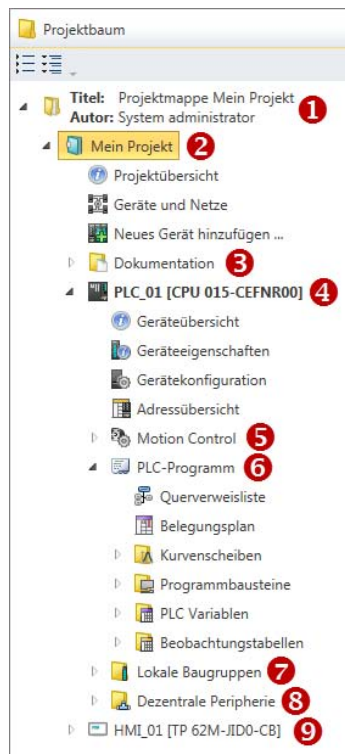 Projektbaum
Titel: Projektmappe Mein Projekt
Autor: System administrator
1
Mein Projekt 2
Projektübersicht
Geräte und Netze
Neues Gerät hinzufügen ...
Dokumentation 3
PLC_01 [CPU 015-CEFNR00] 4
Geräteübersicht
Geräteeigenschaften
Gerätekonfiguration
Adressübersicht
Motion Control 5
PLC-Programm 6
Querverweisliste
Belegungsplan
Kurvenscheiben
Programmbausteine
PLC Variablen
Beobachtungstabellen
Lokale Baugruppen 7
Dezentrale Peripherie 8
HMI_01 [TP 62M-JID0-CB] 9